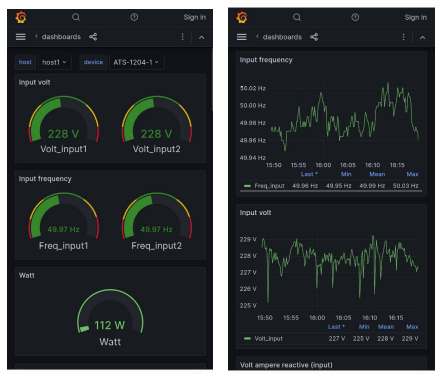 Sign in
dashboards
host host1 device ATS-1204-1
Input volt
228 V 228 V
Volt_input1 Volt_input2
Input frequency
49.97 Hz 49.97 Hz
Freq_input1 Freq_input2
Watt
112 W
Watt
Sign in
dashboards
Input frequency
50.02 Hz
50.00 Hz
49.98 Hz
49.96 Hz
49.94 Hz
15:50 15:55 16:00 16:05 16:10 16:15
Last * Min Mean Max
Freq_input 49.96 Hz 49.95 Hz 49.99 Hz 50.03 Hz
Input volt
229 V
228 V
227 V
226 V
225 V
15:50 15:55 16:00 16:05 16:10 16:15
Last * Min Mean Max
Volt_input 227 V 225 V 228 V 229 V
Volt ampere reactive (input)